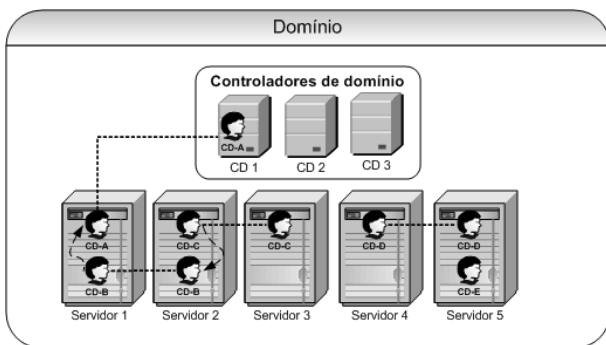 Domínio
Controladores de domínio
CD-A
CD 1 CD 2 CD 3
CD-A CD-C CD-C CD-D CD-D
CD-B CD-B CD-E
Servidor 1 Servidor 2 Servidor 3 Servidor 4 Servidor 5